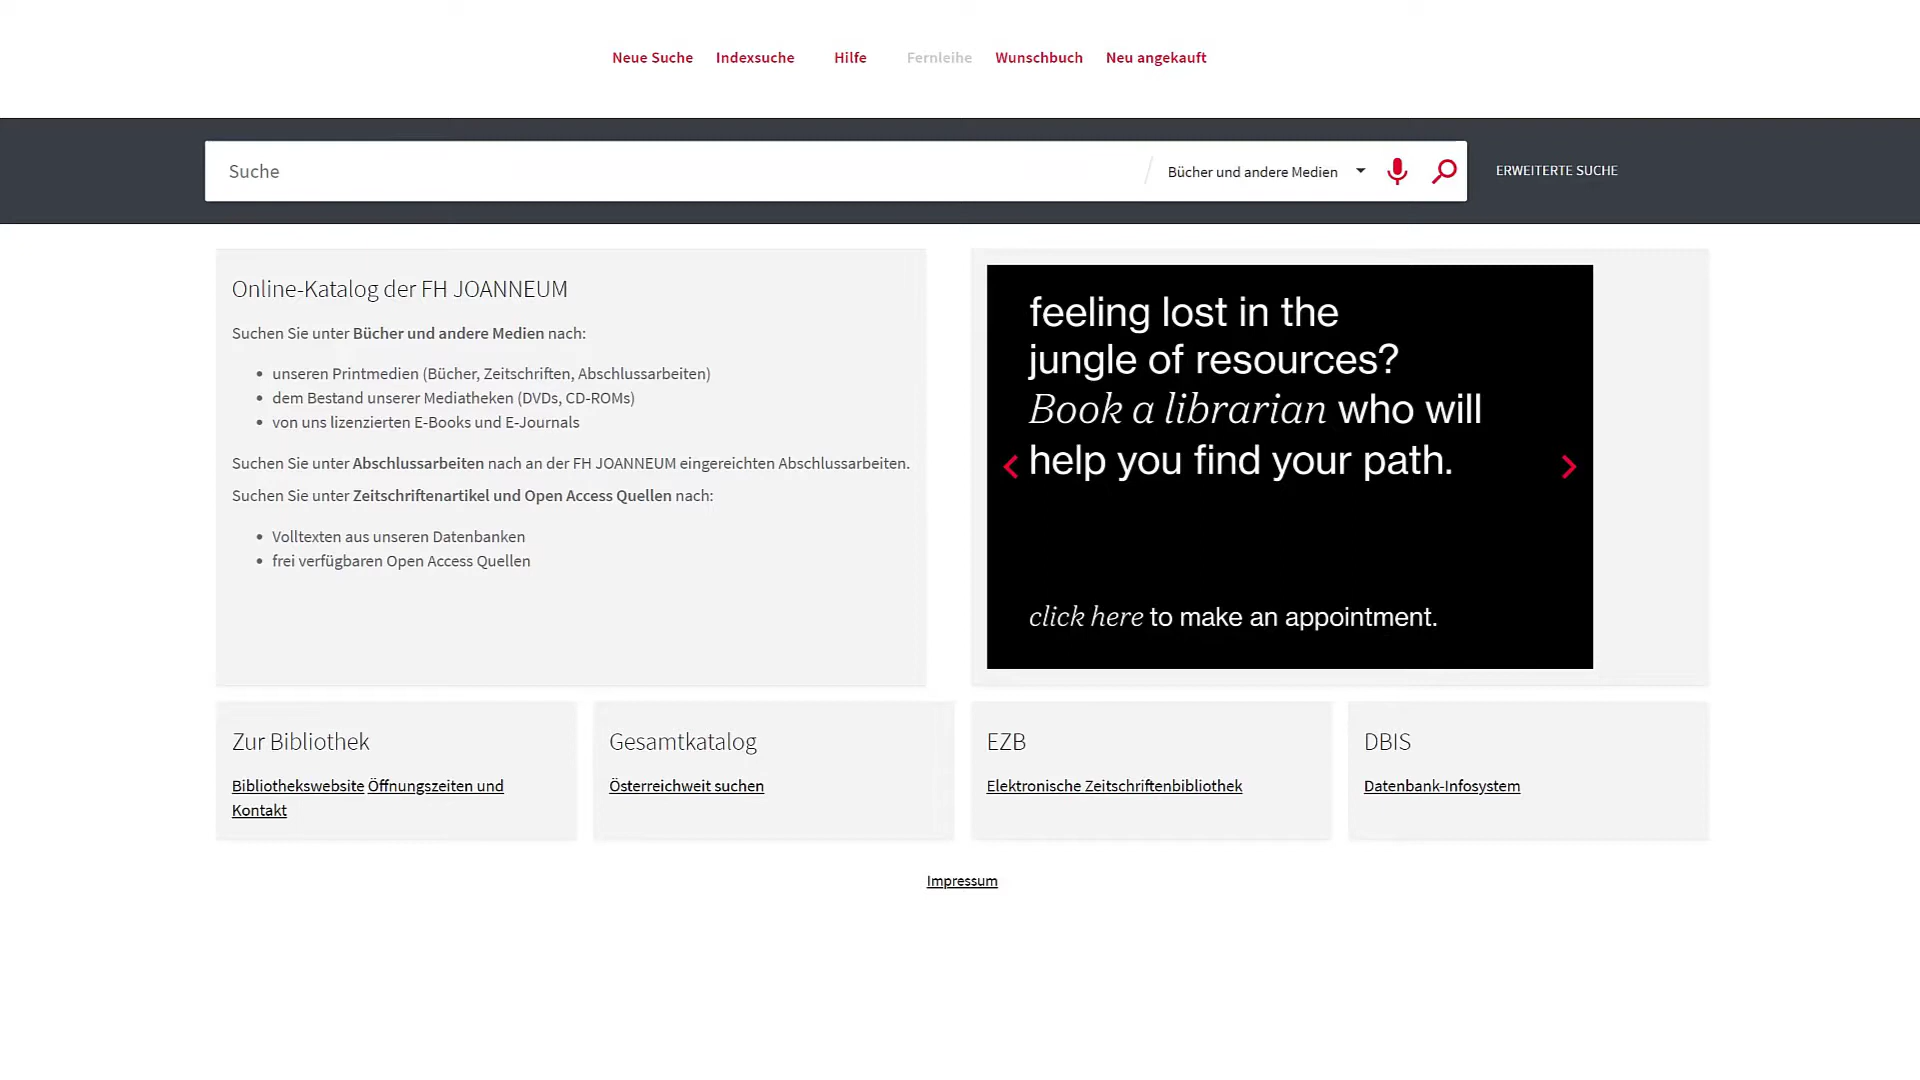 Neue Suche Indexsuche Hilfe Fernleihe Wunschbuch Neu angekauft
Suche
Bücher und andere Medien
ERWEITERTE SUCHE
Online-Katalog der FH JOANNEUM
Suchen Sie unter Bücher und andere Medien nach:
unseren Printmedien (Bücher, Zeitschriften, Abschlussarbeiten)
dem Bestand unserer Mediatheken (DVDs, CD-ROMs)
von uns lizenzierten E-Books und E-Journals
Suchen Sie unter Abschlussarbeiten nach an der FH JOANNEUM eingereichten Abschlussarbeiten.
Suchen Sie unter Zeitschriftenartikel und Open Access Quellen nach:
Volltexten aus unseren Datenbanken
frei verfügbaren Open Access Quellen
feeling lost in the
jungle of resources?
Book a librarian who will
help you find your path.
click here to make an appointment.
Zur Bibliothek
Bibliothekswebsite Öffnungszeiten und
Kontakt
Gesamtkatalog
Österreichweit suchen
EZB
Elektronische Zeitschriftenbibliothek
DBIS
Datenbank-Infosystem
Impressum